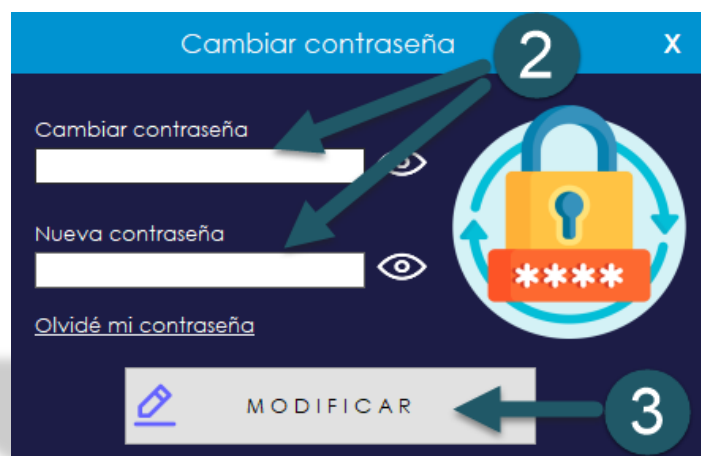 Cambiar contraseña
X
2
Cambiar contraseña
Nueva contraseña
****
Olvidé mi contraseña
MODIFICAR
3